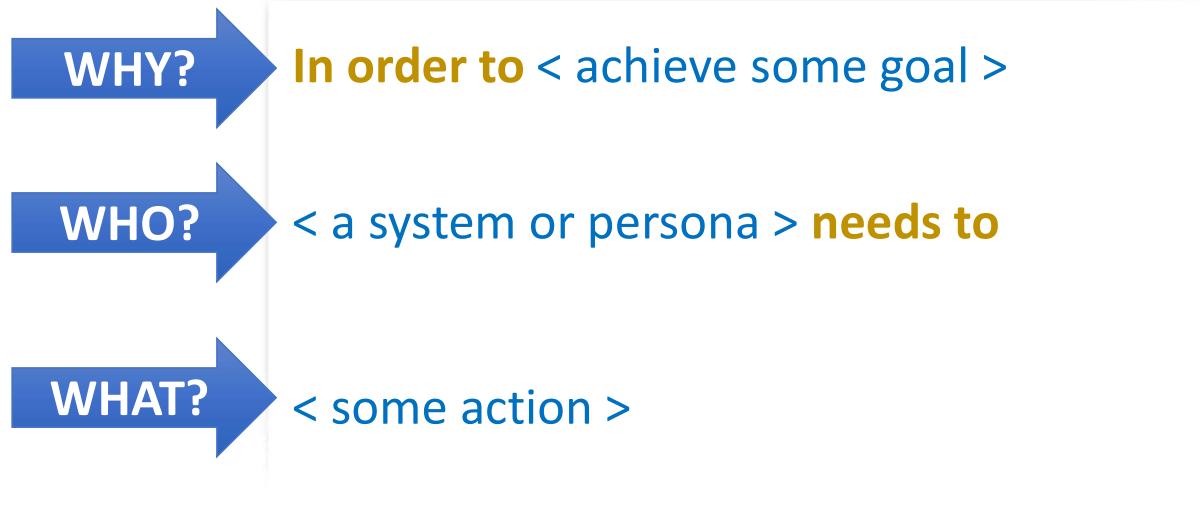 WHY? In order to < achieve some goal >
WHO? < a system or persona > needs to
WHAT? < some action >